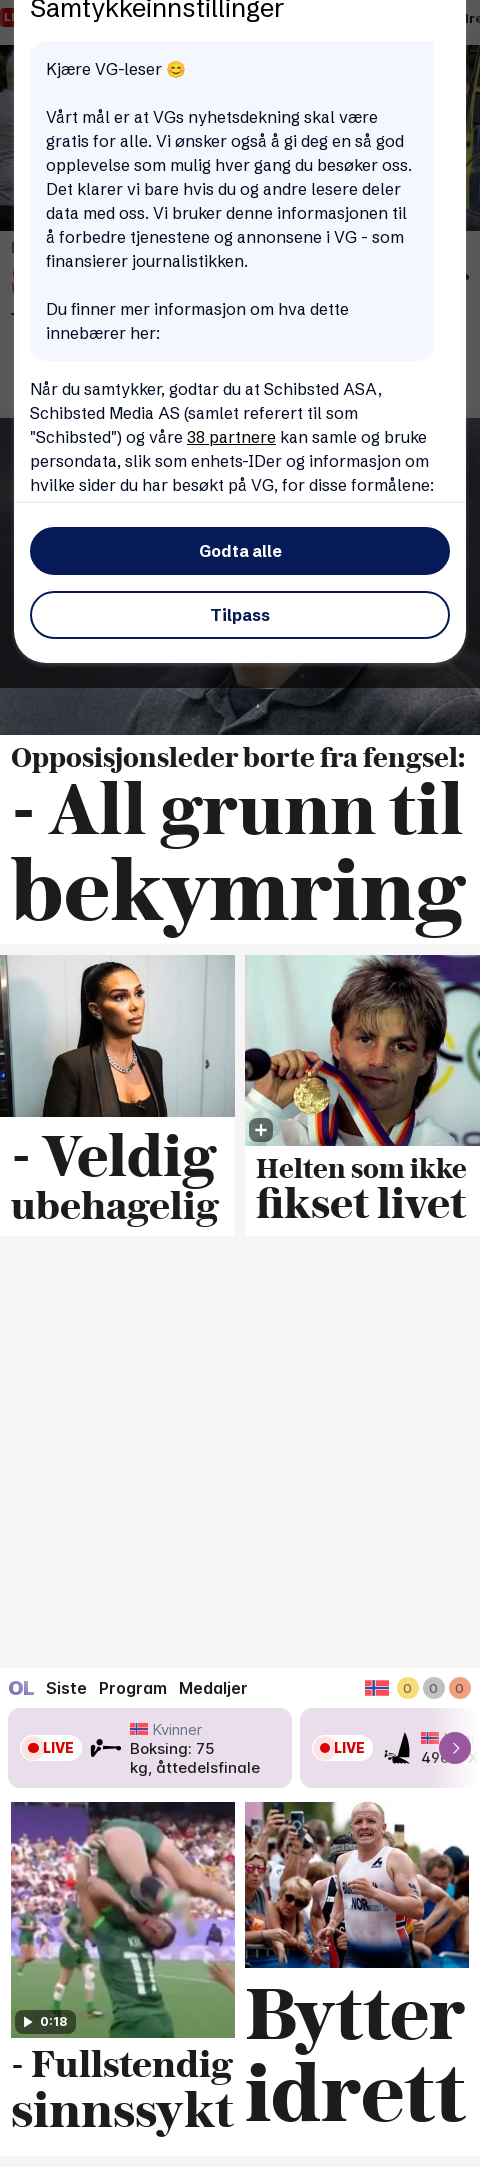 Samtykkeinnstillinger
Kjære VG-leser 😊
Vårt mål er at VGs nyhetsdekning skal være
gratis for alle. Vi ønsker også å gi deg en så god
opplevelse som mulig hver gang du besøker oss.
Det klarer vi bare hvis du og andre lesere deler
data med oss. Vi bruker denne informasjonen til
å forbedre tjenestene og annonsene i VG - som
finansierer journalistikken.
Du finner mer informasjon om hva dette
innebærer her:
Når du samtykker, godtar du at Schibsted ASA,
Schibsted Media AS (samlet referert til som
"Schibsted") og våre 38 partnere kan samle og bruke
persondata, slik som enhets-IDer og informasjon om
hvilke sider du har besøkt på VG, for disse formålene:
Godta alle
Tilpass
Opposisjonsleder borte fra fengsel:
- All grunn til
bekymring
- Veldig
ubehagelig
Helten som ikke
fikset livet
OL Siste Program Medaljer 0 0 0
LIVE
Kvinner
Boksing: 75
kg, åttedelsfinale
LIVE
0:18
- Fullstendig
sinnssykt
NOR
Bytter
idrett